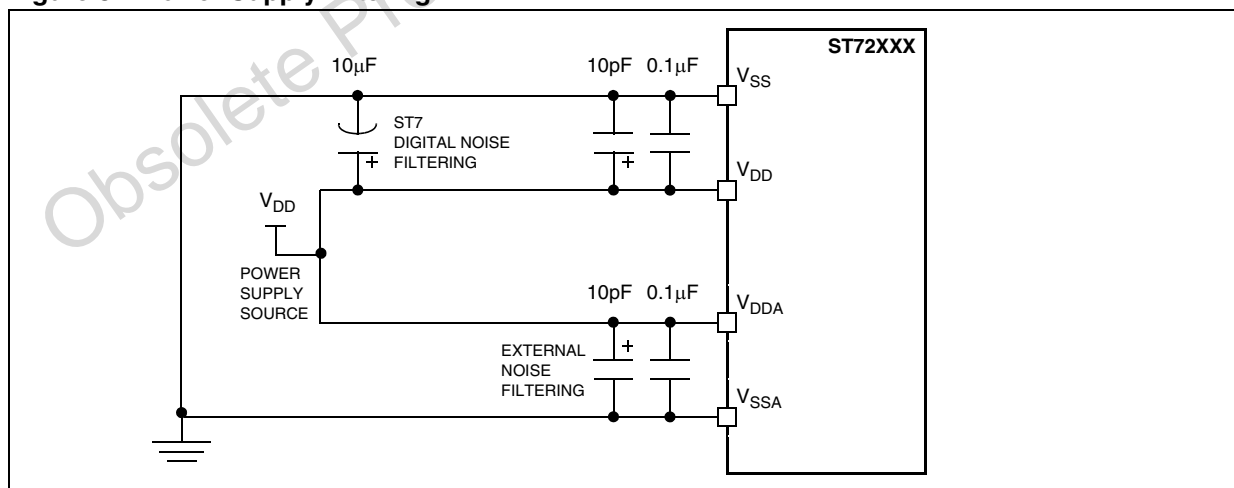 Obsolete Pr
ST72XXX
10μF
10pF 0.1μF
VSS
ST7
DIGITAL NOISE
+ FILTERING
+
VDD
VDD
POWER
SUPPLY
SOURCE
10pF 0.1μF
VDDA
EXTERNAL +
NOISE
FILTERING
VSSA